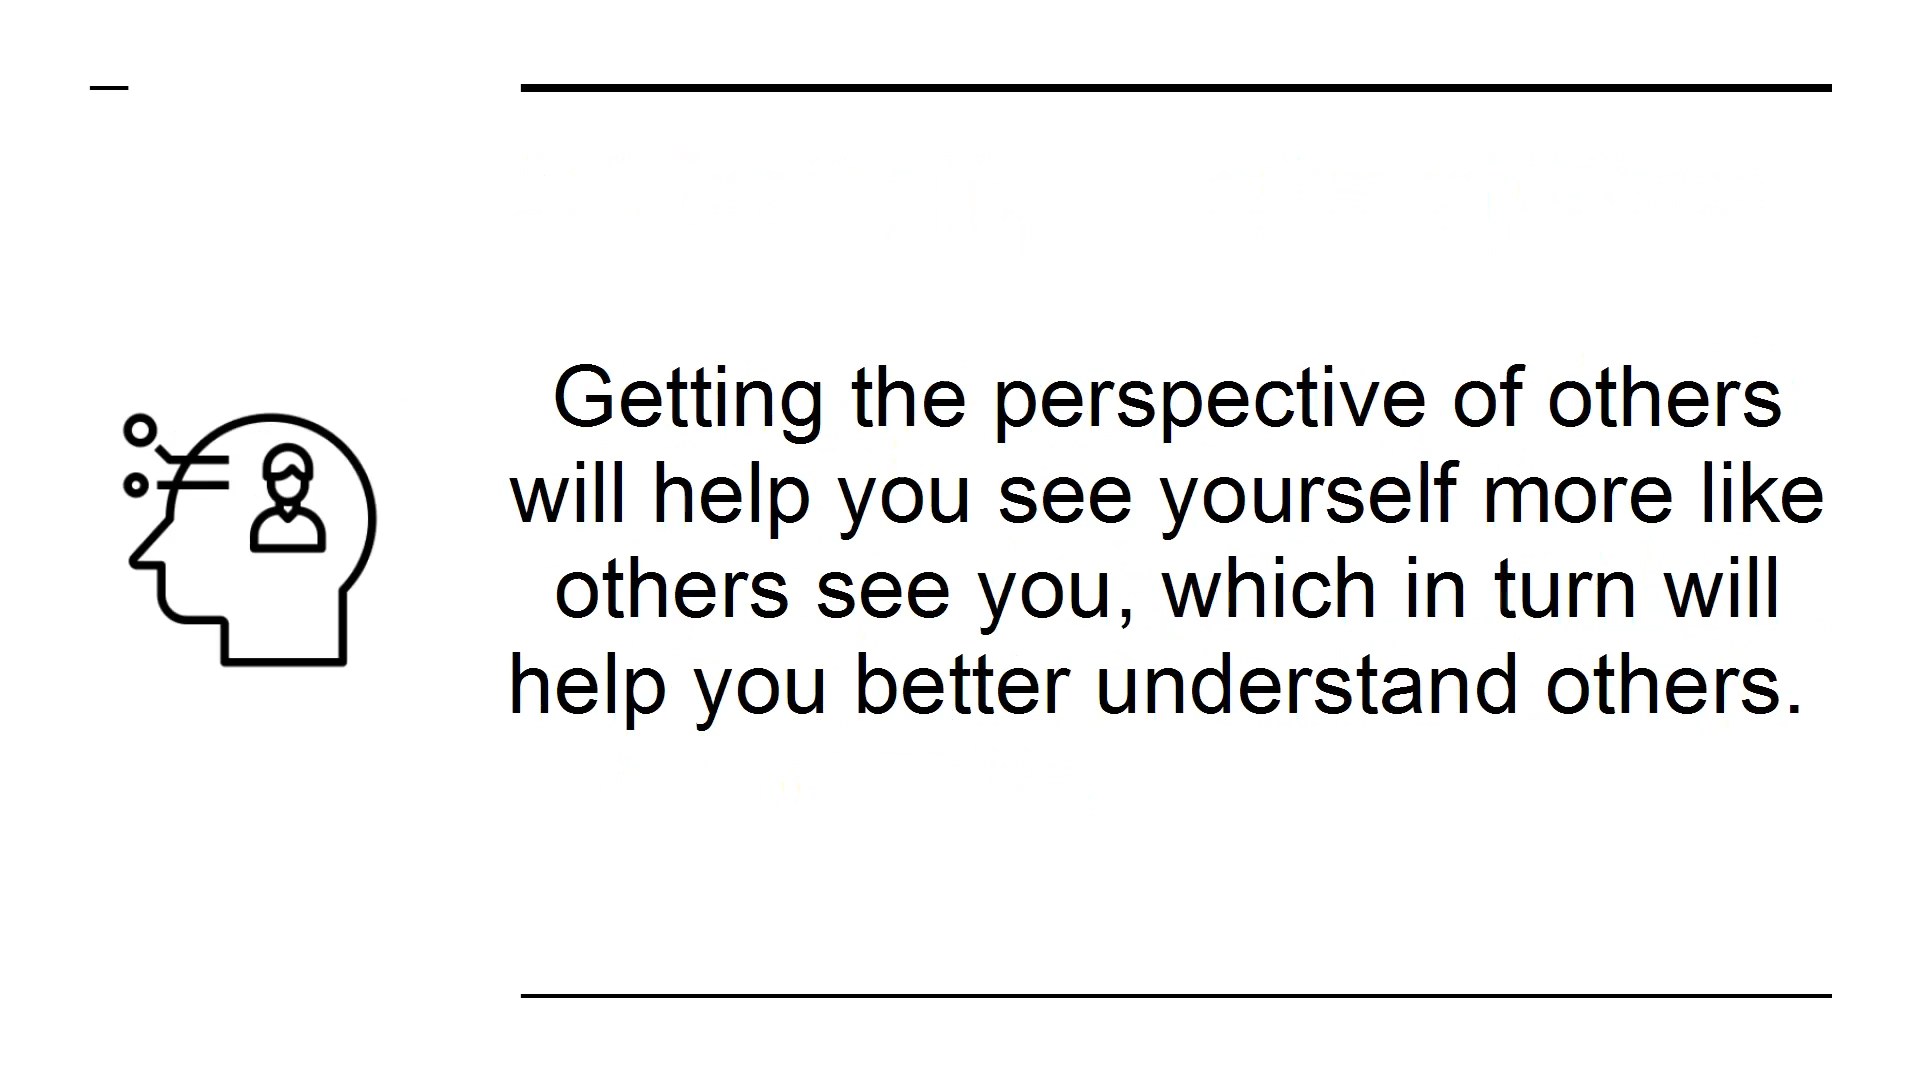 Getting the perspective of others
will help you see yourself more like
others see you, which in turn will
help you better understand others.